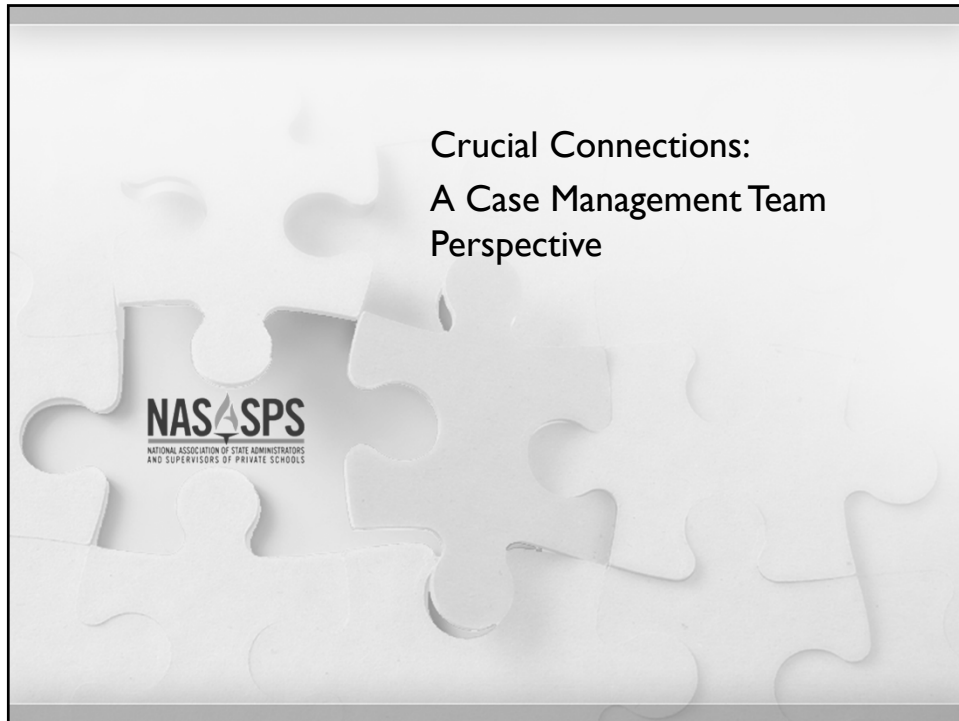 Crucial Connections:
A Case Management Team
Perspective
NASASPS
NATIONAL ASSOCIATION OF STATE ADMINISTRATORS
AND SUPERVISORS OF PRIVATE SCHOOLS